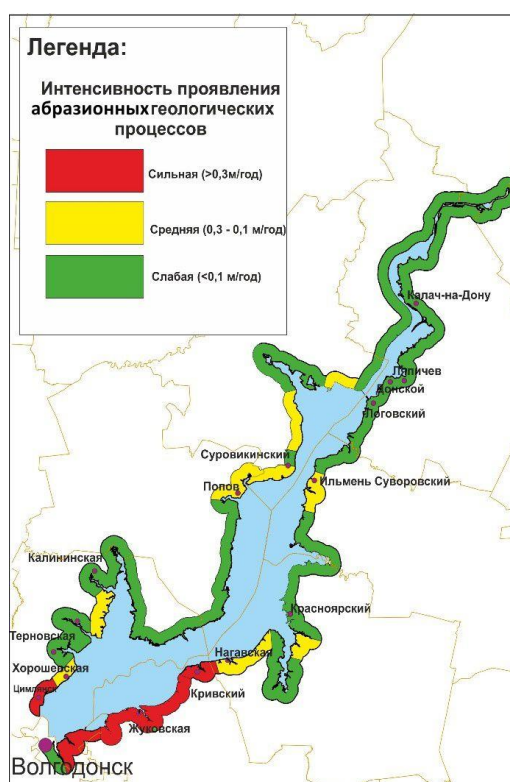 Легенда:
Интенсивность проявления
абразионных геологических
процессов
Сильная (>0,3м/год)
Средняя (0,3 - 0,1 м/год)
Слабая (<0,1 м/год)
Калач-на-Дону
Ляпичев
Донской
Логовский
Суровикинский
Ильмень Суворовский
Попов
Калининская
Красноярский
Терновская
Нагавская
Хорошевская
Цимлянск
Кривский
Жуковская
Волгодонск